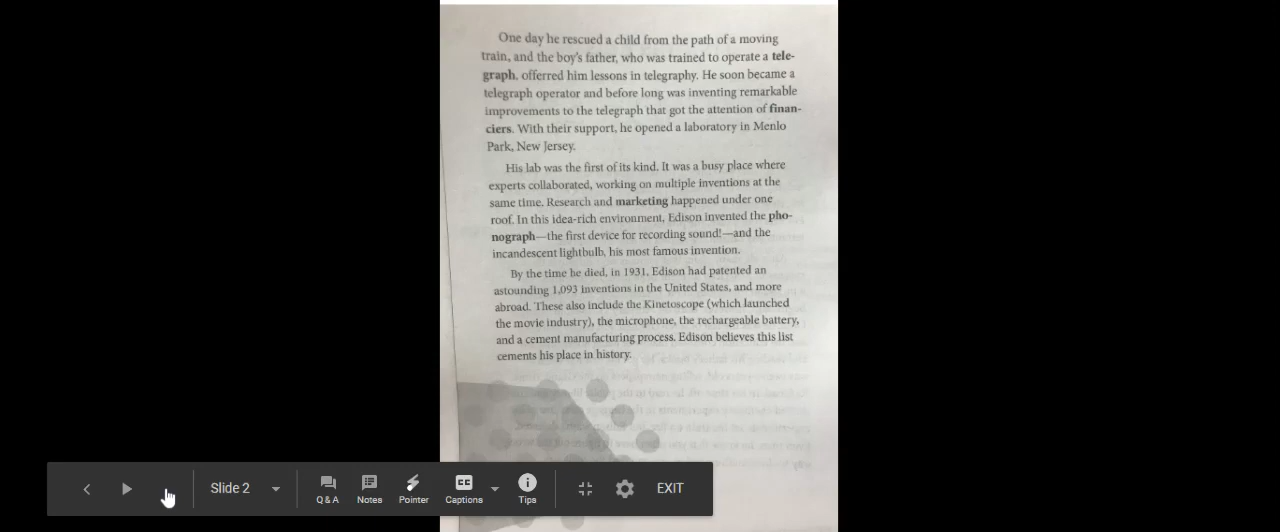 One day he rescued a child from the path of a moving
train, and the boy's father, who was trained to operate a tele-
graph, offerred him lessons in telegraphy. He soon became a
telegraph operator and before long was inventing remarkable
improvements to the telegraph that got the attention of finan-
ciers. With their support, he opened a laboratory in Menlo
Park, New Jersey.
His lab was the first of its kind. It was a busy place where
experts collaborated, working on multiple inventions at the
same time. Research and marketing happened under one
roof. In this idea-rich environment, Edison invented the pho-
nograph—the first device for recording sound!—and the
incandescent lightbulb, his most famous invention.
By the time he died, in 1931, Edison had patented an
astounding 1,093 inventions in the United States, and more
abroad. These also include the Kinetoscope (which launched
the movie industry), the microphone, the rechargeable battery,
and a cement manufacturing process. Edison believes this list
cements his place in history.
Slide 2
Q & A
Notes
Pointer
CC
Captions
Tips
EXIT